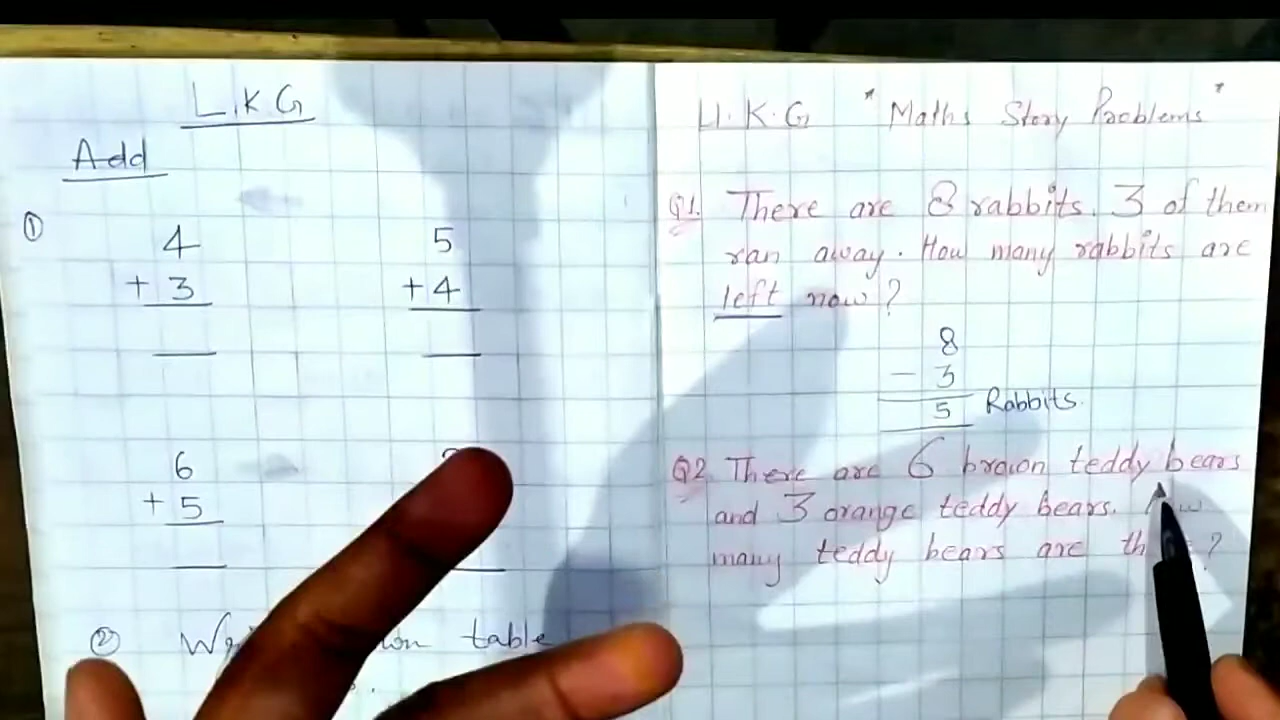 L.K.G
Add
①
4
+ 3
5
+ 4
6
+ 5
② table
U.K.G "Maths Story Problems"
Q1. There are 8 rabbits. 3 of them
ran away. How many rabbits are
left now?
8
- 3
5 Rabbits.
Q2 There are 6 brown teddy bears
and 3 orange teddy bears.
many teddy bears are ?